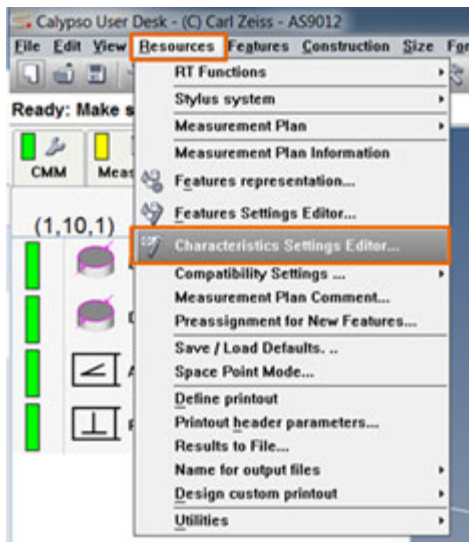 Calypso User Desk - (C) Carl Zeiss - AS9012
File Edit View Resources Features Construction Size
Ready: Make
CMM
(1,10,1)
RT Functions
Stylus system
Measurement Plan
Measurement Plan Information
Features representation...
Features Settings Editor...
Characteristics Settings Editor...
Compatibility Settings ...
Measurement Plan Comment...
Preassignment for New Features...
Save / Load Defaults. ..
Space Point Mode...
Define printout
Printout header parameters...
Results to File...
Name for output files
Design custom printout
Utilities